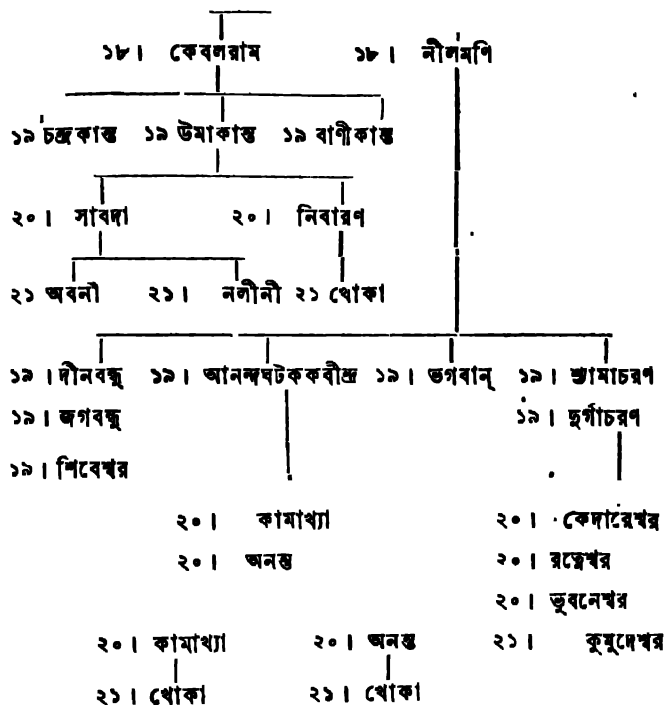 ১৮। কেবলরাম ১৮। নীলমণি
১৯ চন্দ্রকান্ত ১৯ উমাকান্ত ১৯ বাণীকান্ত
২০। সাবদা ২০। নিবারণ
২১ অবনী ২১। নলীনী ২১ খোকা
১৯। দীনবন্ধু ১৯। আনন্দঘটককবীন্দ্র ১৯। ভগবান্ ১৯। শ্যামাচরণ
১৯। জগবন্ধু ১৯। দুর্গাচরণ
১৯। শিবেশ্বর
২০। কামাখ্যা ২০। কেদারেশ্বর
২০। অনন্ত ২০। রত্নেশ্বর
২০। ভূবনেশ্বর
২০। কামাখ্যা ২০। অনন্ত ২১। কুমুদেশ্বর
২১। খোকা ২১। খোকা